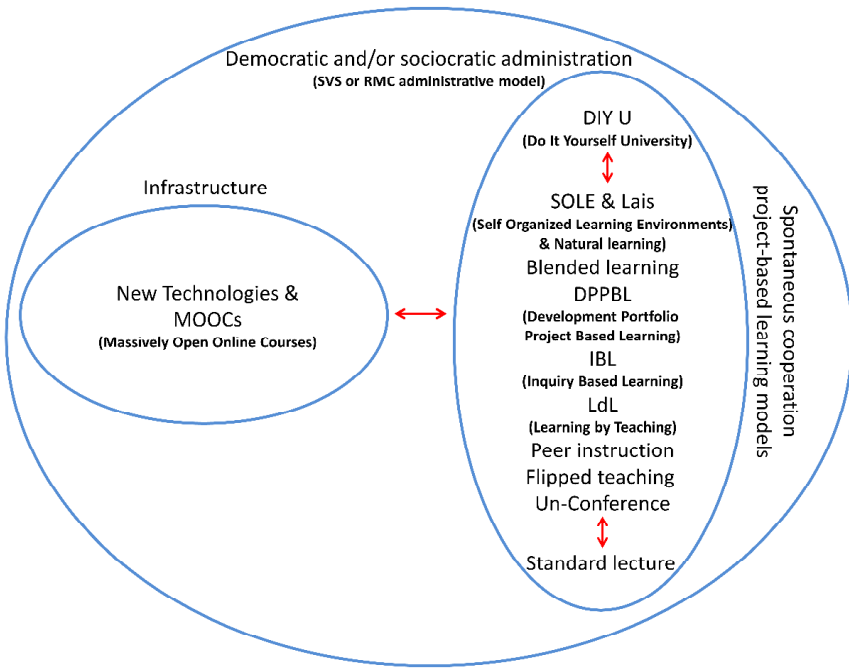 Democratic and/or sociocratic administration
(SVS or RMC administrative model)
Infrastructure
New Technologies &
MOOCs
(Massively Open Online Courses)
DIY U
(Do It Yourself University)
SOLE & Lais
(Self Organized Learning Environments)
& Natural learning)
Blended learning
DPPBL
(Development Portfolio
Project Based Learning)
IBL
(Inquiry Based Learning)
LdL
(Learning by Teaching)
Peer instruction
Flipped teaching
Un-Conference
Standard lecture
Spontaneous cooperation
project-based learning models